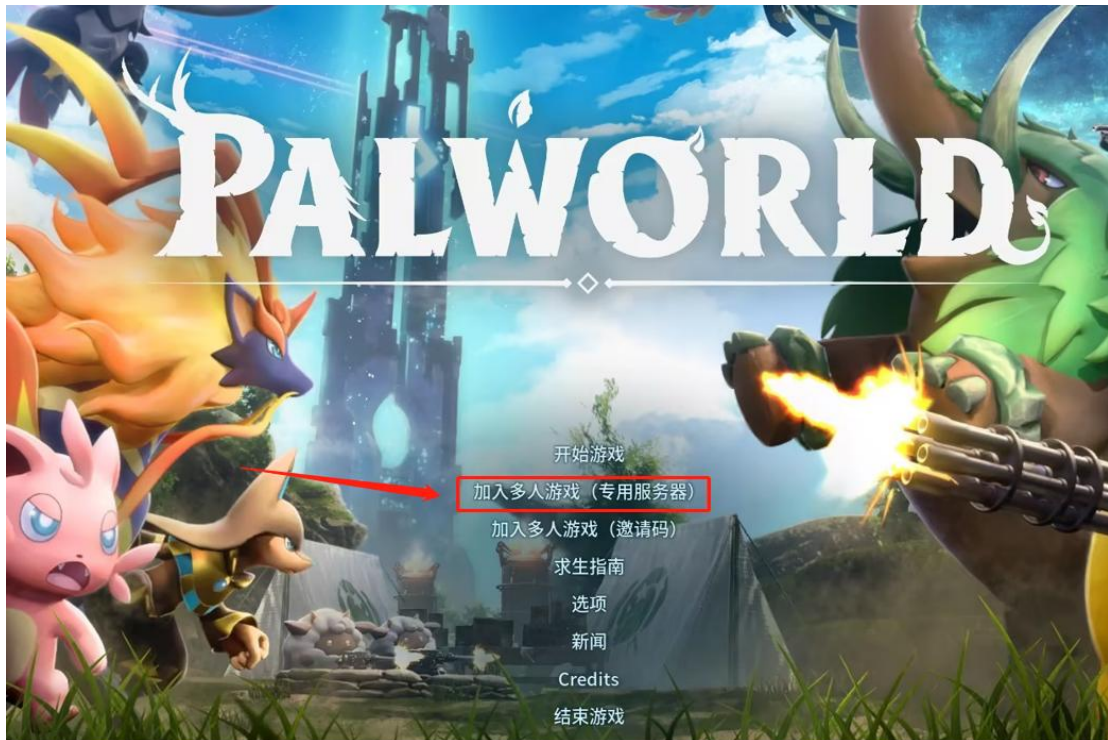 PALWORLD
开始游戏
加入多人游戏（专用服务器）
加入多人游戏（邀请码）
求生指南
选项
新闻
Credits
结束游戏